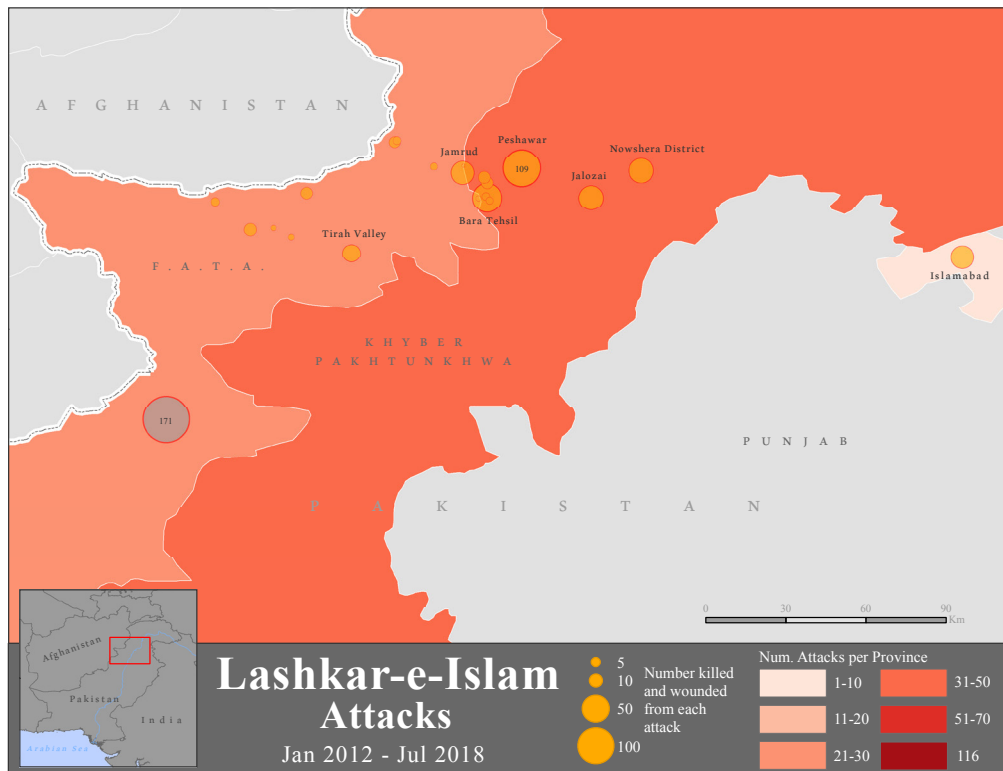 A F G H A N I S T A N
Peshawar
Nowshera District
Jamrud
109
Jalozai
Bara Tehsil
Tirah Valley
F . A . T . A .
Islamabad
K H Y B E R
P A K H T U N K H W A
171
P U N J A B
P A K I S T A N
0 30 60 90
Km
Afghanistan
Pakistan
India
Arabian Sea
Lashkar-e-Islam
Attacks
Jan 2012 - Jul 2018
5
10
50
100
Number killed
and wounded
from each
attack
Num. Attacks per Province
1-10
11-20
21-30
31-50
51-70
116